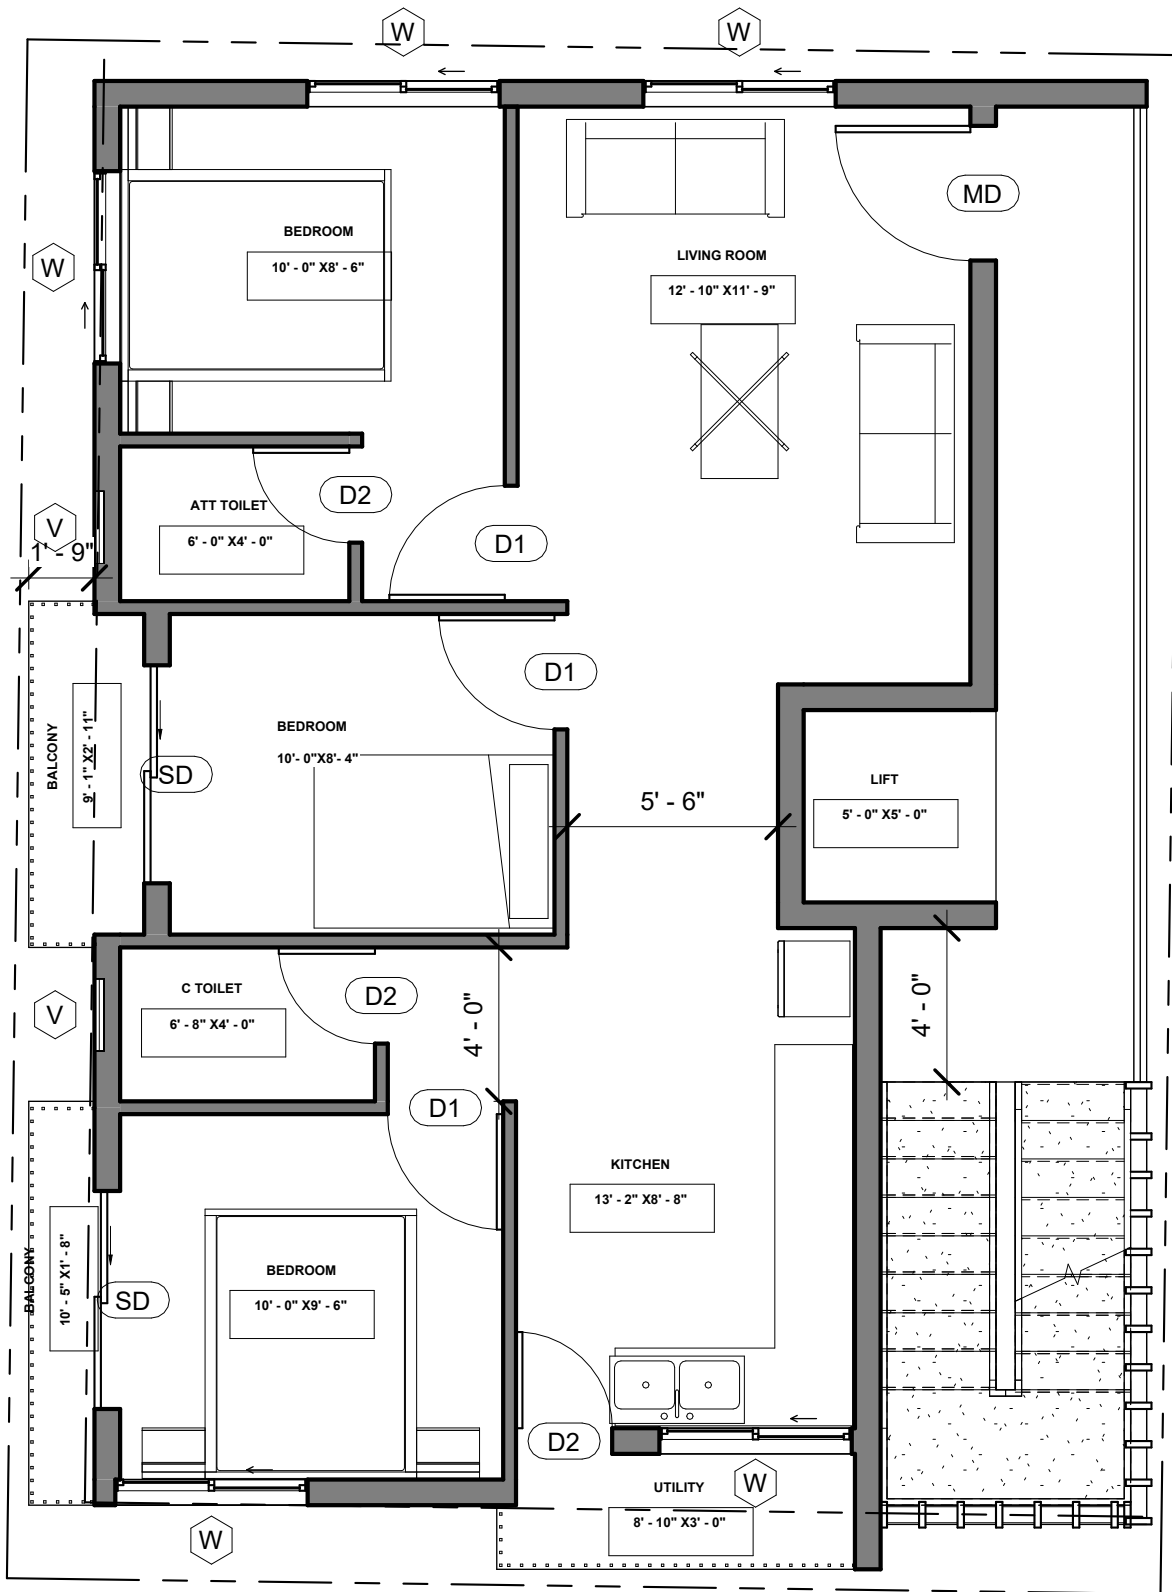 W
W
MD
BEDROOM
10' - 0" X8' - 6"
LIVING ROOM
12' - 10" X11' - 9"
W
ATT TOILET
6' - 0" X4' - 0"
D2
D1
V
1' - 9"
D1
BALCONY
9' - 1" X2' - 11"
SD
BEDROOM
10'- 0"X8'- 4"
5' - 6"
LIFT
5' - 0" X5' - 0"
C TOILET
6' - 8" X4' - 0"
D2
V
4' - 0"
4' - 0"
D1
KITCHEN
13' - 2" X8' - 8"
BALCONY
10' - 5" X1' - 8"
SD
BEDROOM
10' - 0" X9' - 6"
D2
UTILITY
8' - 10" X3' - 0"
W
W